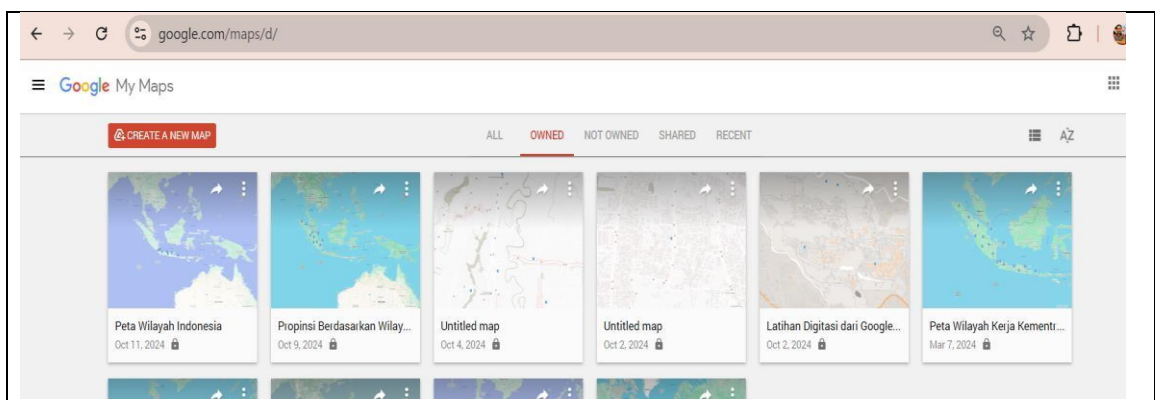 google.com/maps/d/
Google My Maps
CREATE A NEW MAP
ALL OWNED NOT OWNED SHARED RECENT
AZ
Peta Wilayah Indonesia
Oct 11, 2024
Propinsi Berdasarkan Wilay...
Oct 9, 2024
Untitled map
Oct 4, 2024
Untitled map
Oct 2, 2024
Latihan Digitasi dari Google...
Oct 2, 2024
Peta Wilayah Kerja Kementr...
Mar 7, 2024